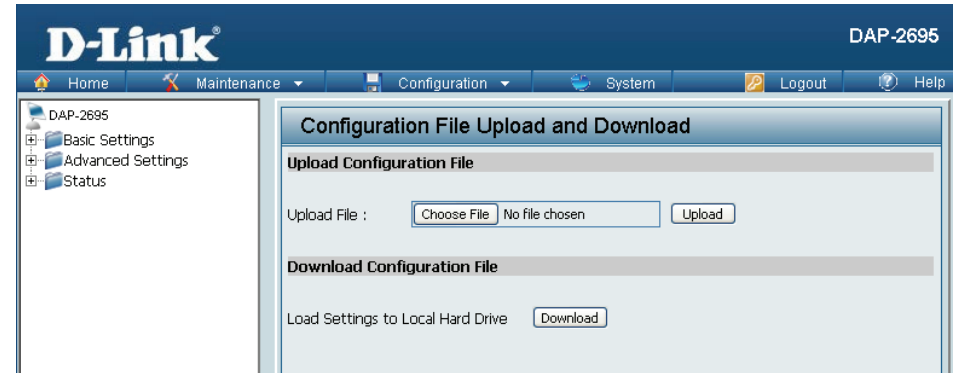 D-Link®
DAP-2695
Home Maintenance Configuration System Logout Help
DAP-2695
Basic Settings
Advanced Settings
Status
Configuration File Upload and Download
Upload Configuration File
Upload File : Choose File No file chosen Upload
Download Configuration File
Load Settings to Local Hard Drive Download